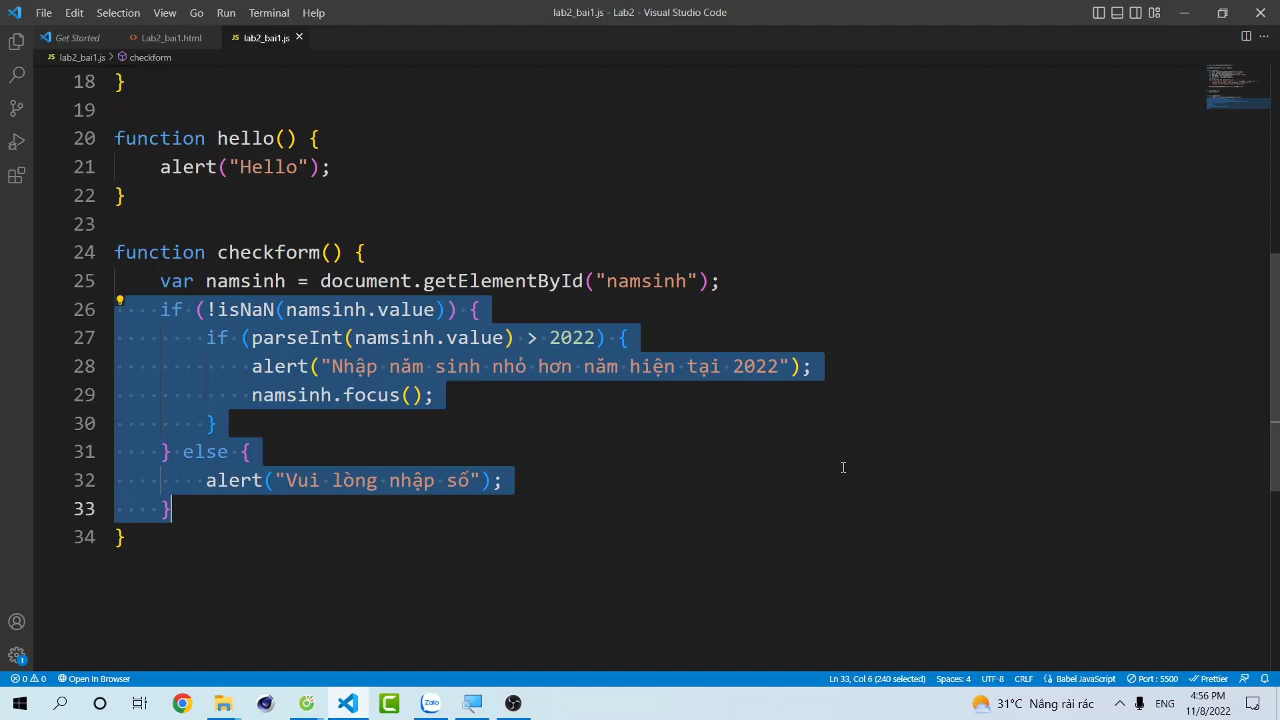 File Edit Selection View Go Run Terminal Help
lab2_bai1.js - Lab2 - Visual Studio Code
Get Started Lab2_bai1.html lab2_bai1.js
lab2_bai1.js > checkform
18 }
19
20 function hello() {
21 alert("Hello");
22 }
23
24 function checkform() {
25 var namsinh = document.getElementById("namsinh");
26 if (!isNaN(namsinh.value)) {
27 if (parseInt(namsinh.value) > 2022) {
28 alert("Nhập năm sinh nhỏ hơn năm hiện tại 2022");
29 namsinh.focus();
30 }
31 } else {
32 alert("Vui lòng nhập số");
33 }
34 }
0 0 Open In Browser
Ln 33, Col 6 (240 selected) Spaces: 4 UTF-8 CRLF Babel JavaScript Port : 5500 Prettier
1
Zalo
31°C Nắng rải rác ENG
4:56 PM
11/8/2022